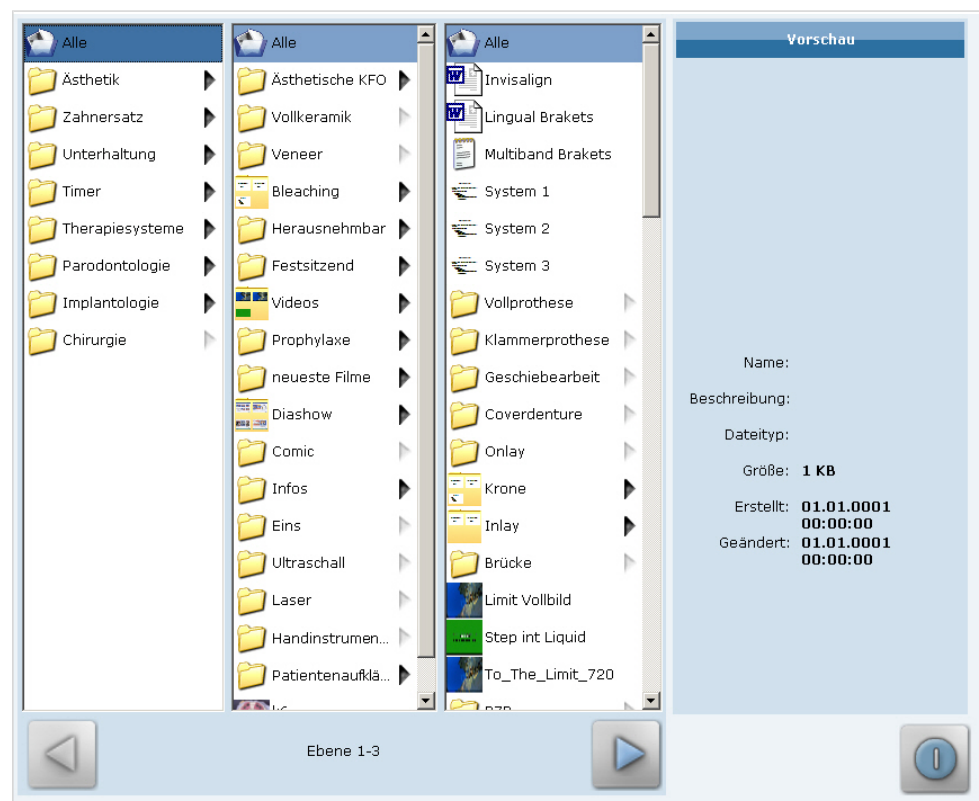 Alle
Ästhetik
Zahnersatz
Unterhaltung
Timer
Therapiesysteme
Parodontologie
Implantologie
Chirurgie
Alle
Ästhetische KFO
Vollkeramik
Veneer
Bleaching
Herausnehmbar
Festsitzend
Videos
Prophylaxe
neueste Filme
Diashow
Comic
Infos
Eins
Ultraschall
Laser
Handinstrumen...
Patientenaufklä...
Alle
Invisalign
Lingual Brakets
Multiband Brakets
System 1
System 2
System 3
Vollprothese
Klammerprothese
Geschiebearbeit
Coverdenture
Onlay
Krone
Inlay
Brücke
Limit Vollbild
Step int Liquid
To_The_Limit_720
Vorschau
Name:
Beschreibung:
Dateityp:
Größe: 1 KB
Erstellt: 01.01.0001
00:00:00
Geändert: 01.01.0001
00:00:00
Ebene 1-3